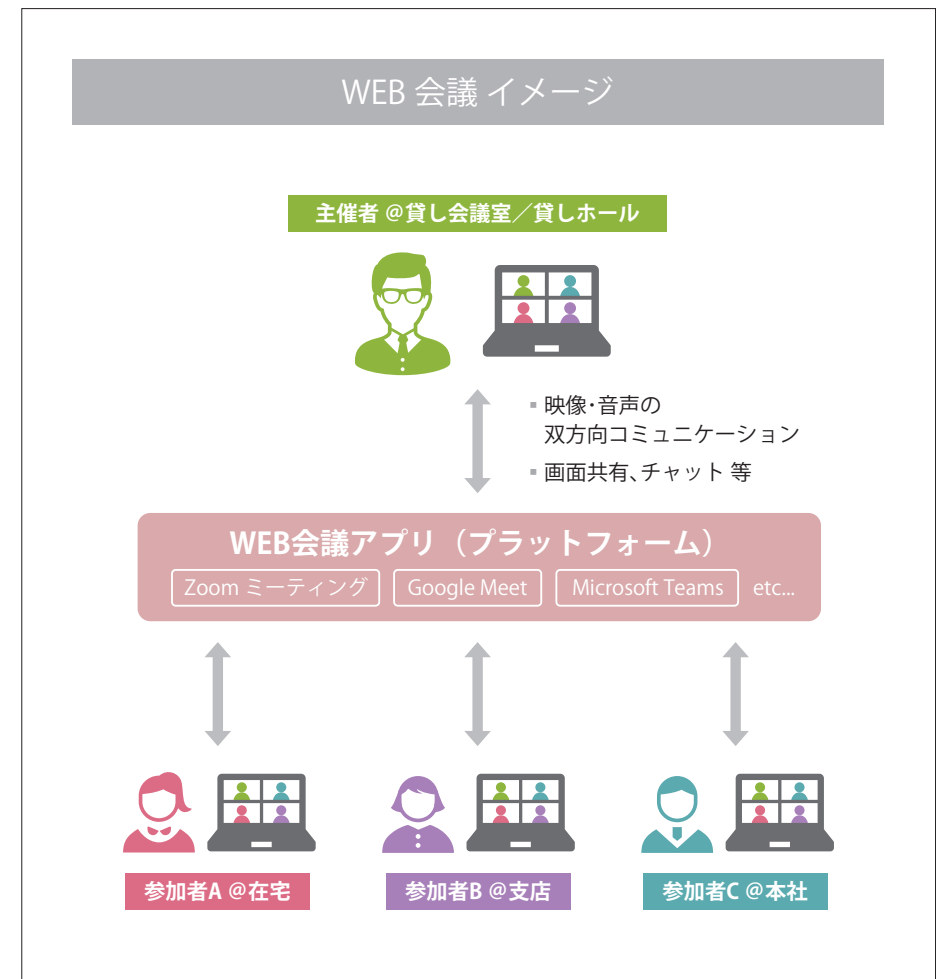 WEB 会議 イメージ
主催者 @貸し会議室／貸しホール
▪ 映像・音声の
双方向コミュニケーション
▪ 画面共有、チャット 等
WEB会議アプリ（プラットフォーム）
Zoom ミーティング Google Meet Microsoft Teams etc...
参加者A @在宅 参加者B @支店 参加者C @本社